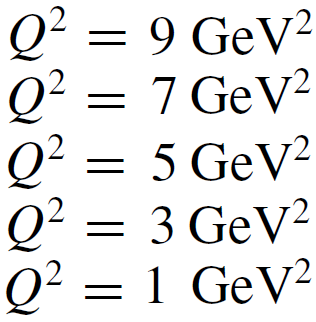 Q² = 9 GeV²
Q² = 7 GeV²
Q² = 5 GeV²
Q² = 3 GeV²
Q² = 1 GeV²